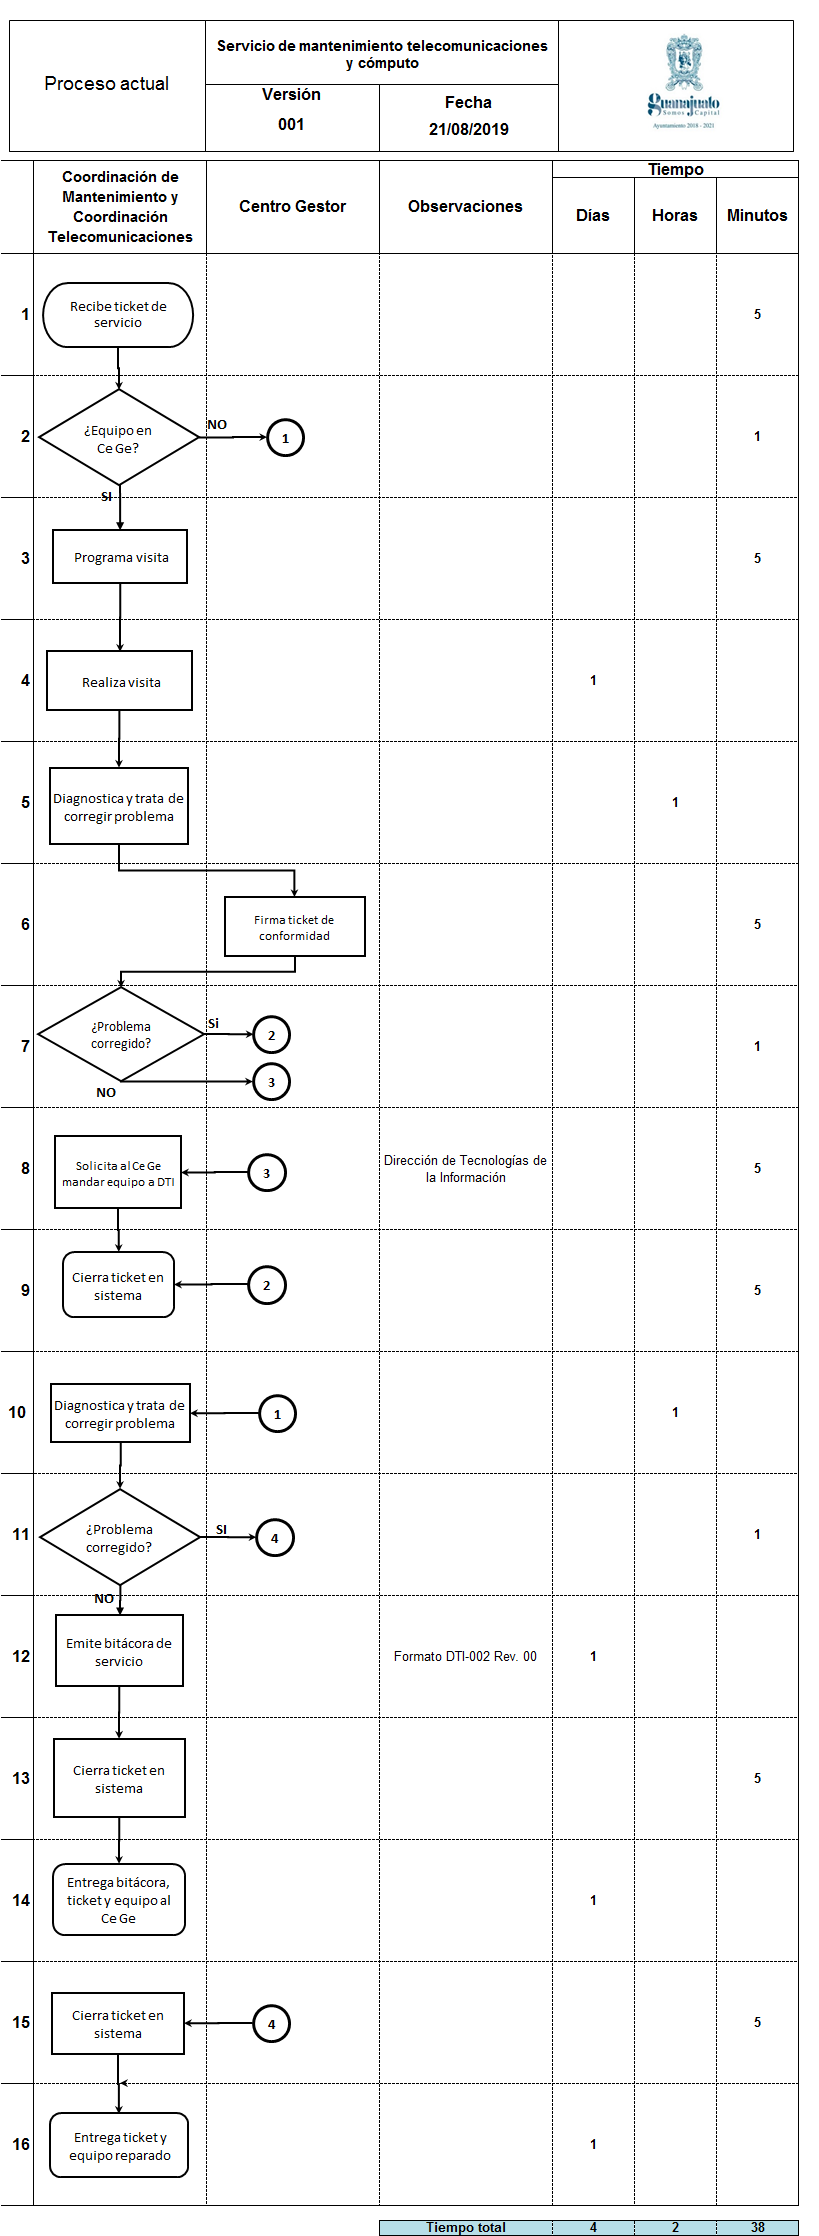 Proceso actual
Servicio de mantenimiento telecomunicaciones
y cómputo
Versión
001
Fecha
21/08/2019
Guanajuato
Somos Capital
Ayuntamiento 2018 - 2021
Coordinación de
Mantenimiento y
Coordinación
Telecomunicaciones
Centro Gestor
Observaciones
Tiempo
Días
Horas
Minutos
1
Recibe ticket de
servicio
5
2
¿Equipo en
Ce Ge?
NO
1
1
SI
3
Programa visita
5
4
Realiza visita
1
5
Diagnostica y trata de
corregir problema
1
6
Firma ticket de
conformidad
5
7
¿Problema
corregido?
Si
2
1
NO
3
8
Solicita al Ce Ge
mandar equipo a DTI
3
Dirección de Tecnologías de
la Información
5
9
Cierra ticket en
sistema
2
5
10
Diagnostica y trata de
corregir problema
1
1
11
¿Problema
corregido?
SI
4
1
NO
12
Emite bitácora de
servicio
Formato DTI-002 Rev. 00
1
13
Cierra ticket en
sistema
5
14
Entrega bitácora,
ticket y equipo al
Ce Ge
1
15
Cierra ticket en
sistema
4
5
16
Entrega ticket y
equipo reparado
1
Tiempo total
4
2
38